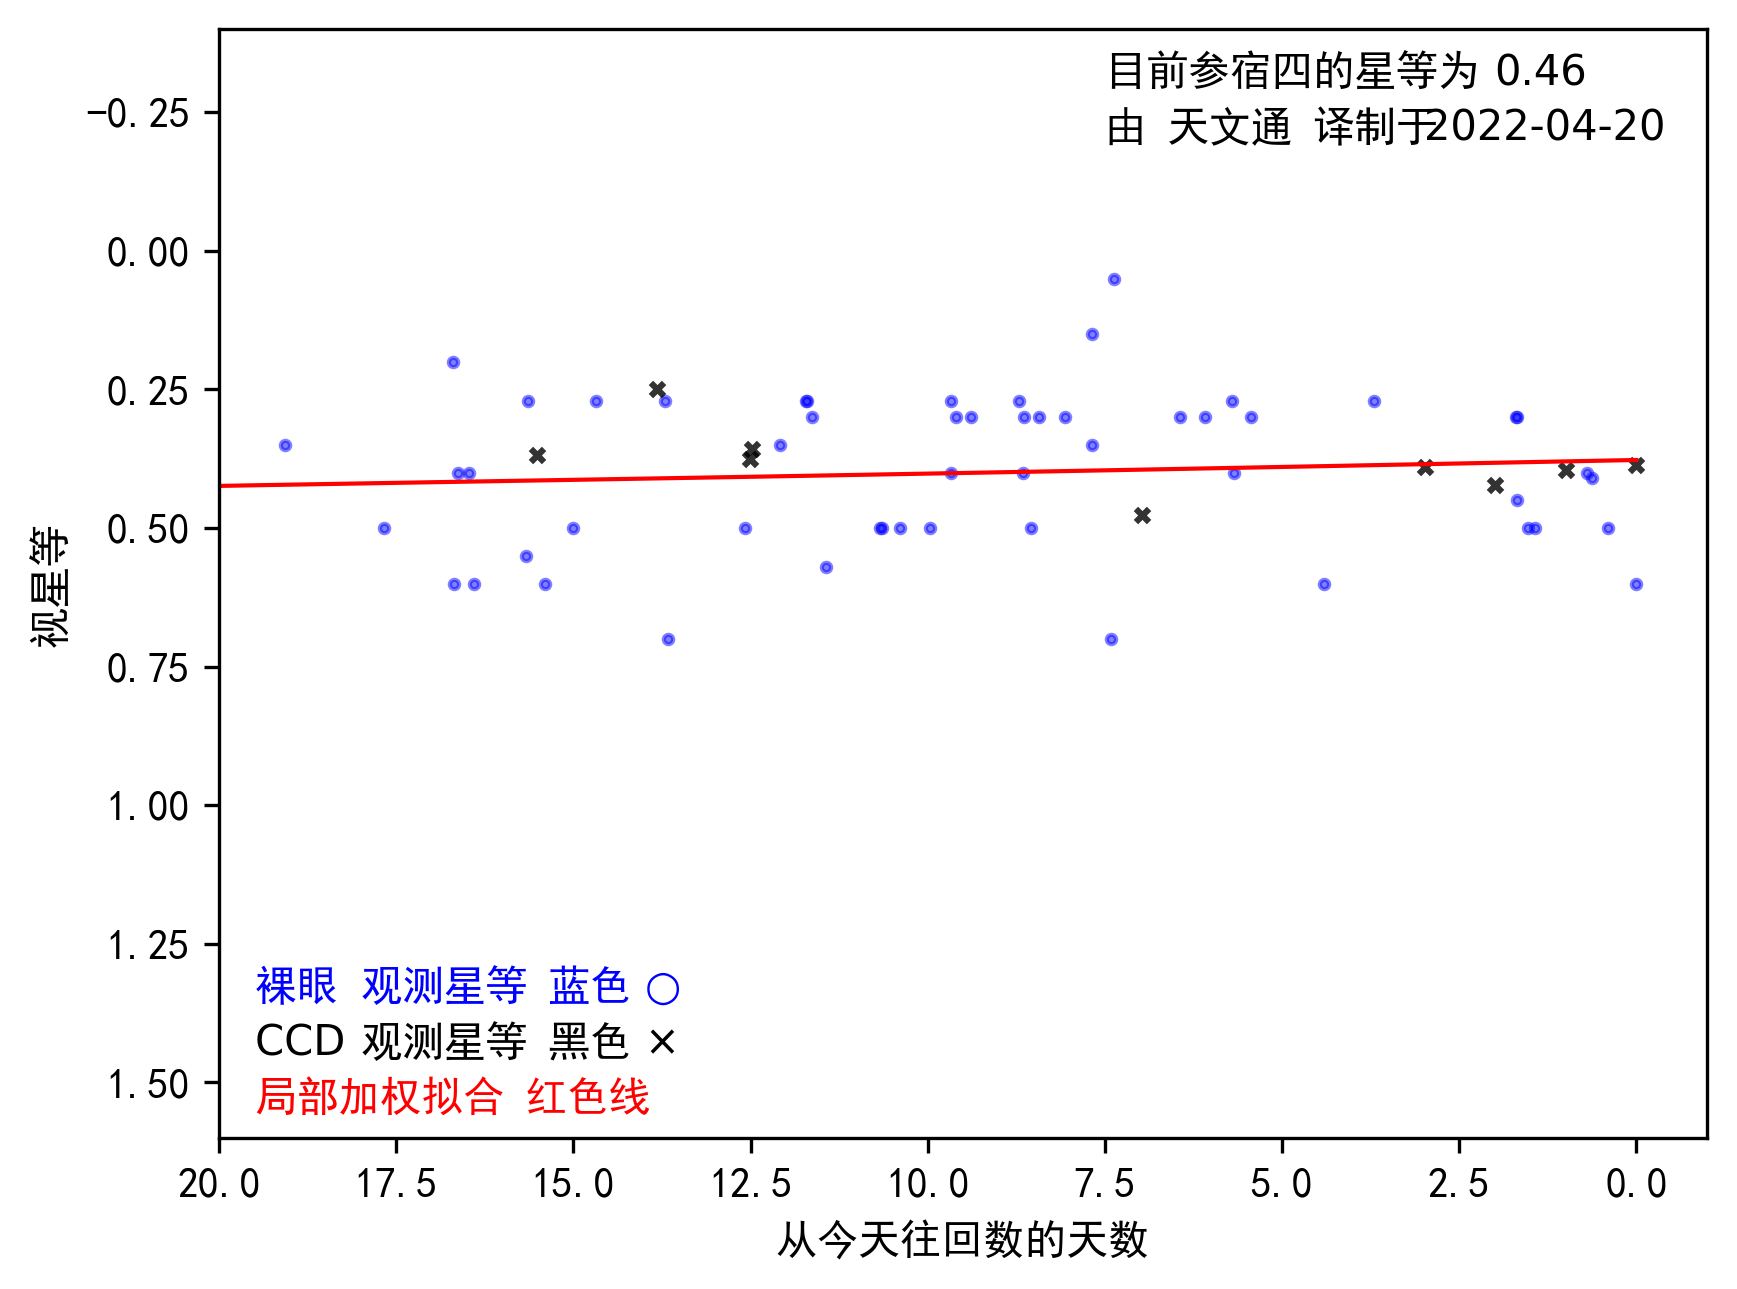 目前参宿四的星等为 0.46
由 天文通 译制于2022-04-20
-0.25
0.00
0.25
0.50
0.75
1.00
1.25
1.50
视星等
裸眼 观测星等 蓝色 ○
CCD 观测星等 黑色 ×
局部加权拟合 红色线
20.0 17.5 15.0 12.5 10.0 7.5 5.0 2.5 0.0
从今天往回数的天数